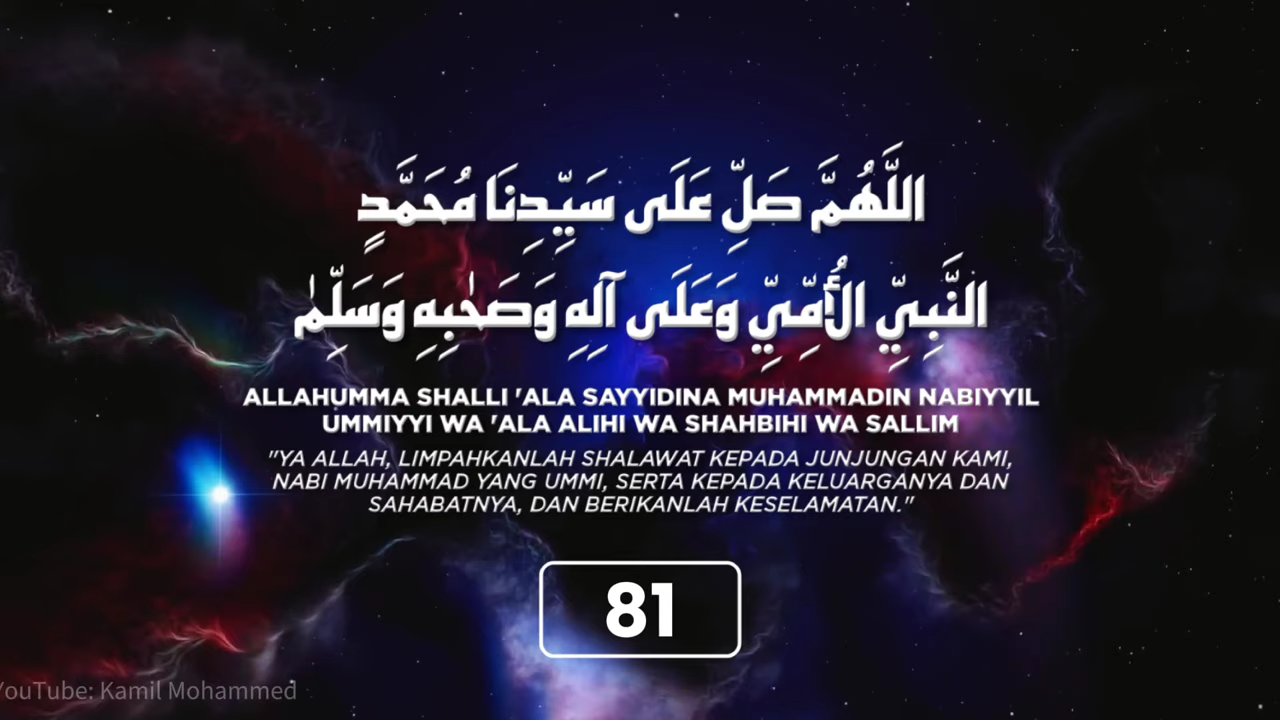 اللَّهُمَّ صَلِّ عَلَى سَيِّدِنَا مُحَمَّدٍ
النَّبِيِّ الأُمِّيِّ وَعَلَى آلِهِ وَصَحْبِهِ وَسَلِّمْ
ALLAHUMMA SHALLI 'ALA SAYYIDINA MUHAMMADIN NABIYYIL
UMMIYYI WA 'ALA ALIHI WA SHAHBIHI WA SALLIM
"YA ALLAH, LIMPAHKANLAH SHALAWAT KEPADA JUNJUNGAN KAMI,
NABI MUHAMMAD YANG UMMI, SERTA KEPADA KELUARGANYA DAN
SAHABATNYA, DAN BERIKANLAH KESELAMATAN."
81
YouTube: Kamil Mohammed